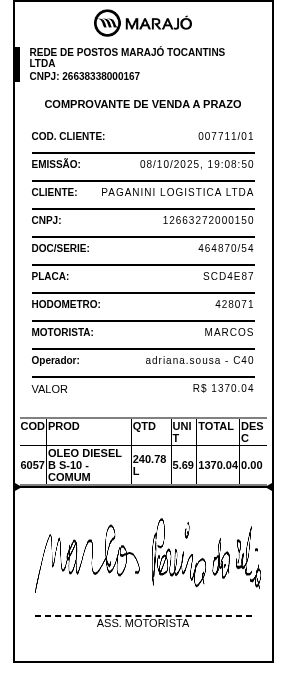 MARAJÓ
REDE DE POSTOS MARAJÓ TOCANTINS
LTDA
CNPJ: 26638338000167
COMPROVANTE DE VENDA A PRAZO
COD. CLIENTE: 007711/01
EMISSÃO: 08/10/2025, 19:08:50
CLIENTE: PAGANINI LOGISTICA LTDA
CNPJ: 12663272000150
DOC/SERIE: 464870/54
PLACA: SCD4E87
HODOMETRO: 428071
MOTORISTA: MARCOS
Operador: adriana.sousa - C40
VALOR R$ 1370.04
COD PROD QTD UNI TOTAL DES
T C
OLEO DIESEL
6057 B S-10 - 240.78 5.69 1370.04 0.00
COMUM L
Marcos Pereira da Silva
ASS. MOTORISTA